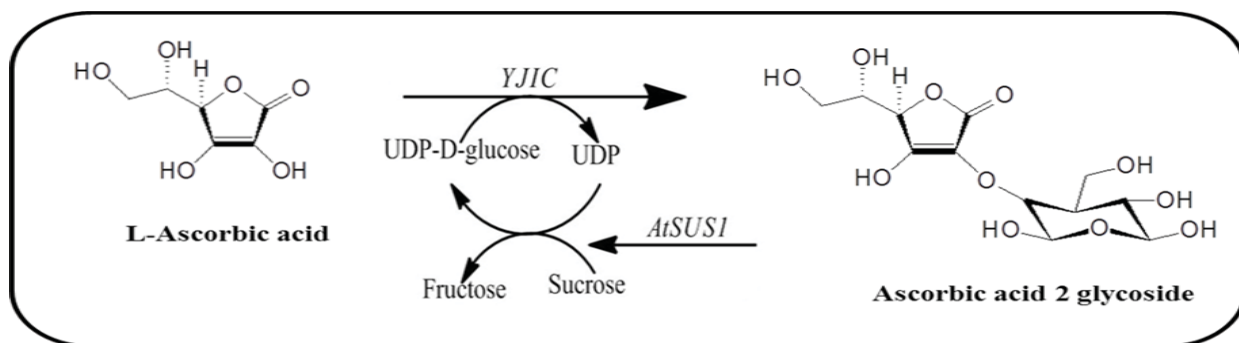 OH
HO
H
O
O
HO
OH
L-Ascorbic acid
YJIC
UDP-D-glucose
UDP
AtSUS1
Fructose
Sucrose
OH
HO
H
O
O
HO
O
OH
OH
HO
O
OH
Ascorbic acid 2 glycoside